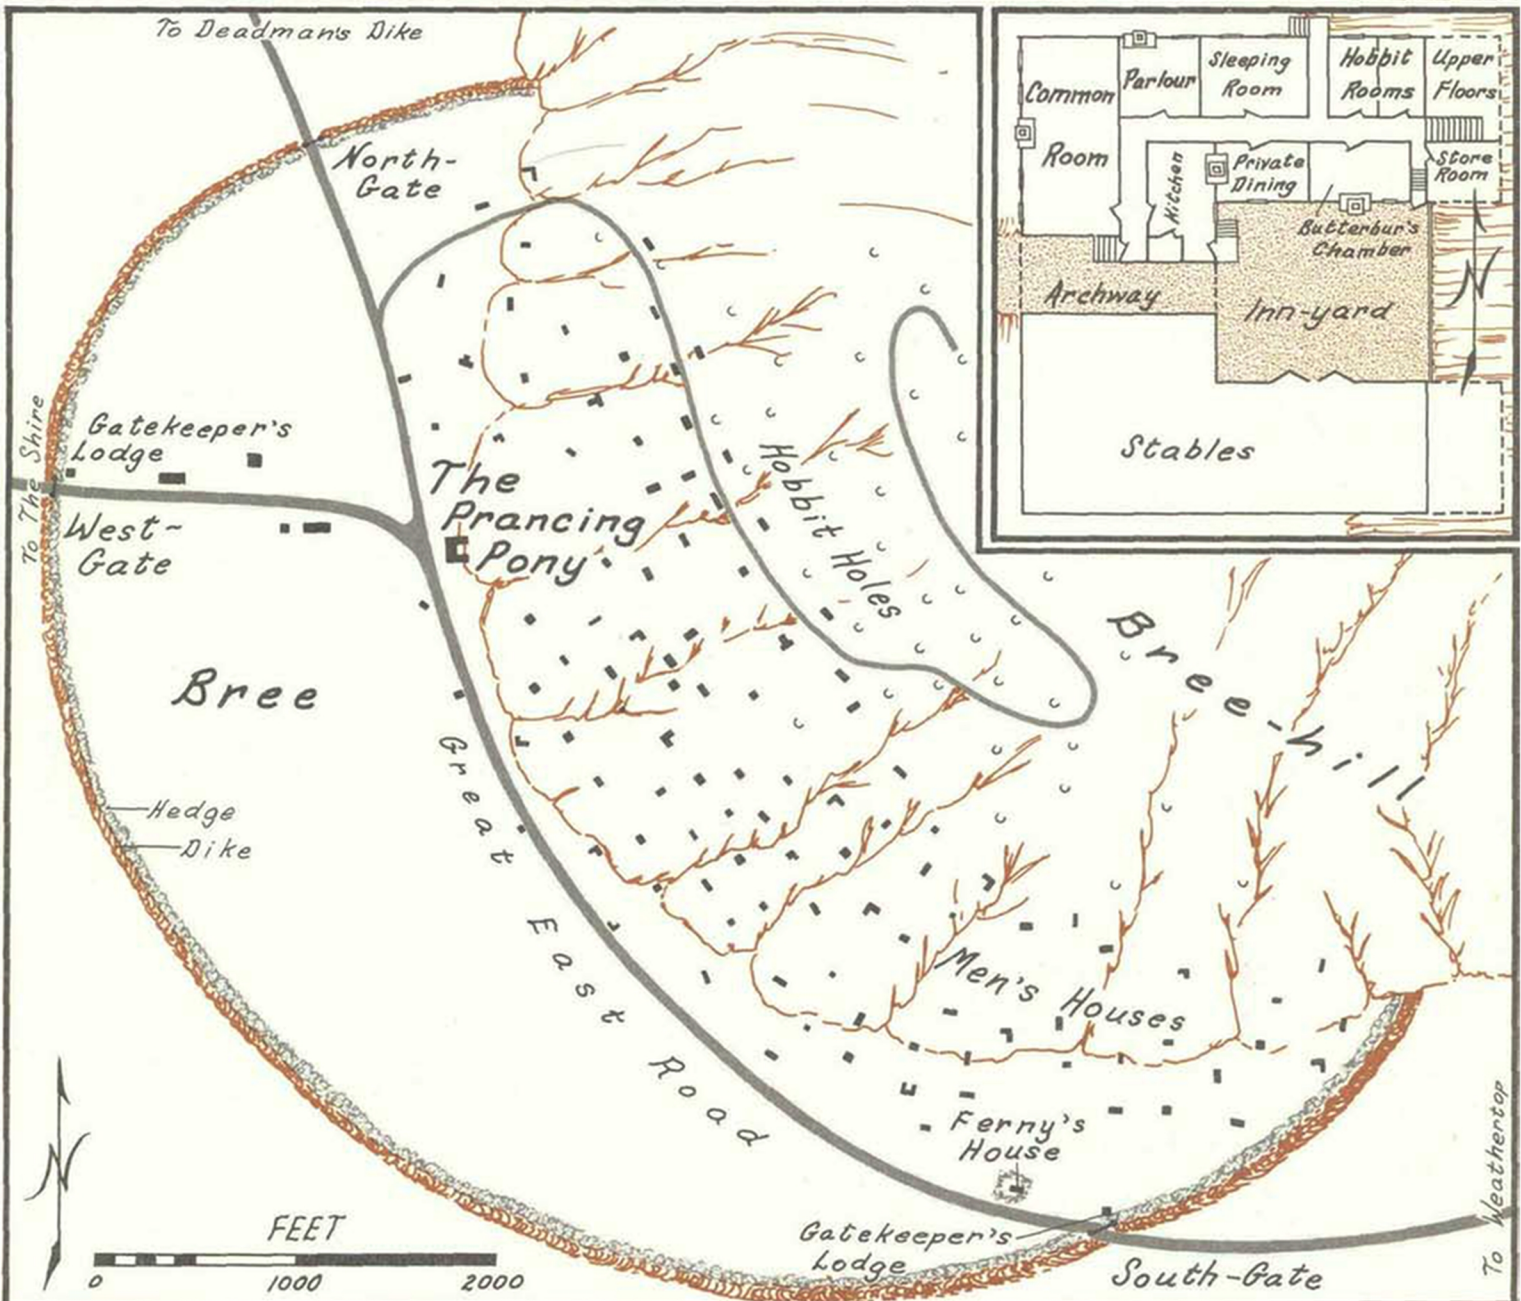 To Deadman's Dike
North-
Gate
To The Shire
Gatekeeper's
Lodge
West-
Gate
The
Prancing
Pony
Hobbit Holes
Bree-hill
Bree
Hedge
Dike
Great East Road
Men's Houses
Ferny's
House
Gatekeeper's
Lodge
South-Gate
To Weathertop
N
FEET
0 1000 2000
Common
Room
Parlour
Sleeping
Room
Hobbit
Rooms
Upper
Floors
Kitchen
Private
Dining
Store
Room
Butterbur's
Chamber
Archway
Inn-yard
N
Stables